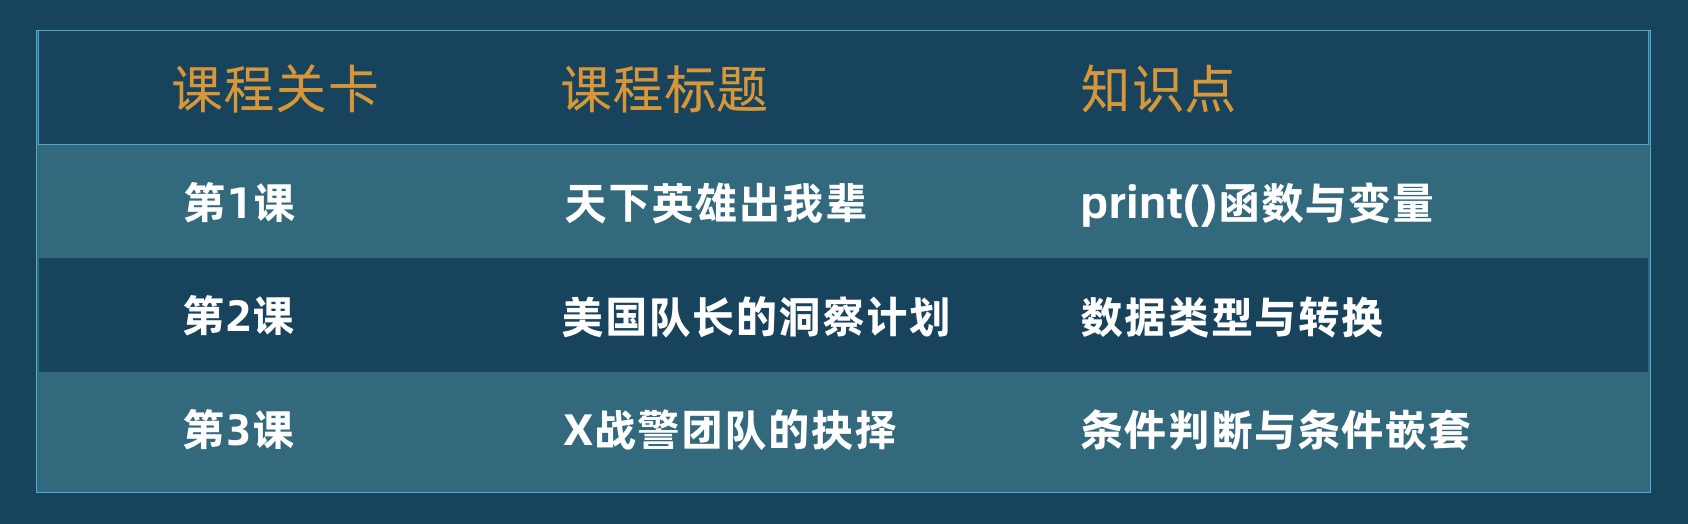 课程关卡 课程标题 知识点
第1课 天下英雄出我辈 print()函数与变量
第2课 美国队长的洞察计划 数据类型与转换
第3课 X战警团队的抉择 条件判断与条件嵌套